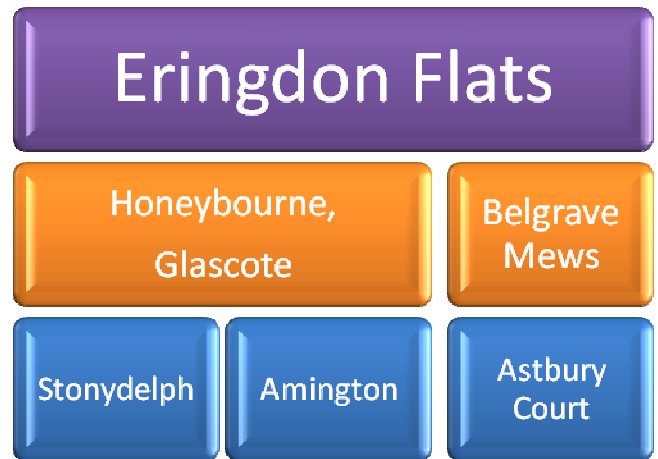 Eringdon Flats
Honeybourne,
Glascote
Belgrave
Mews
Stonydelph
Amington
Astbury
Court